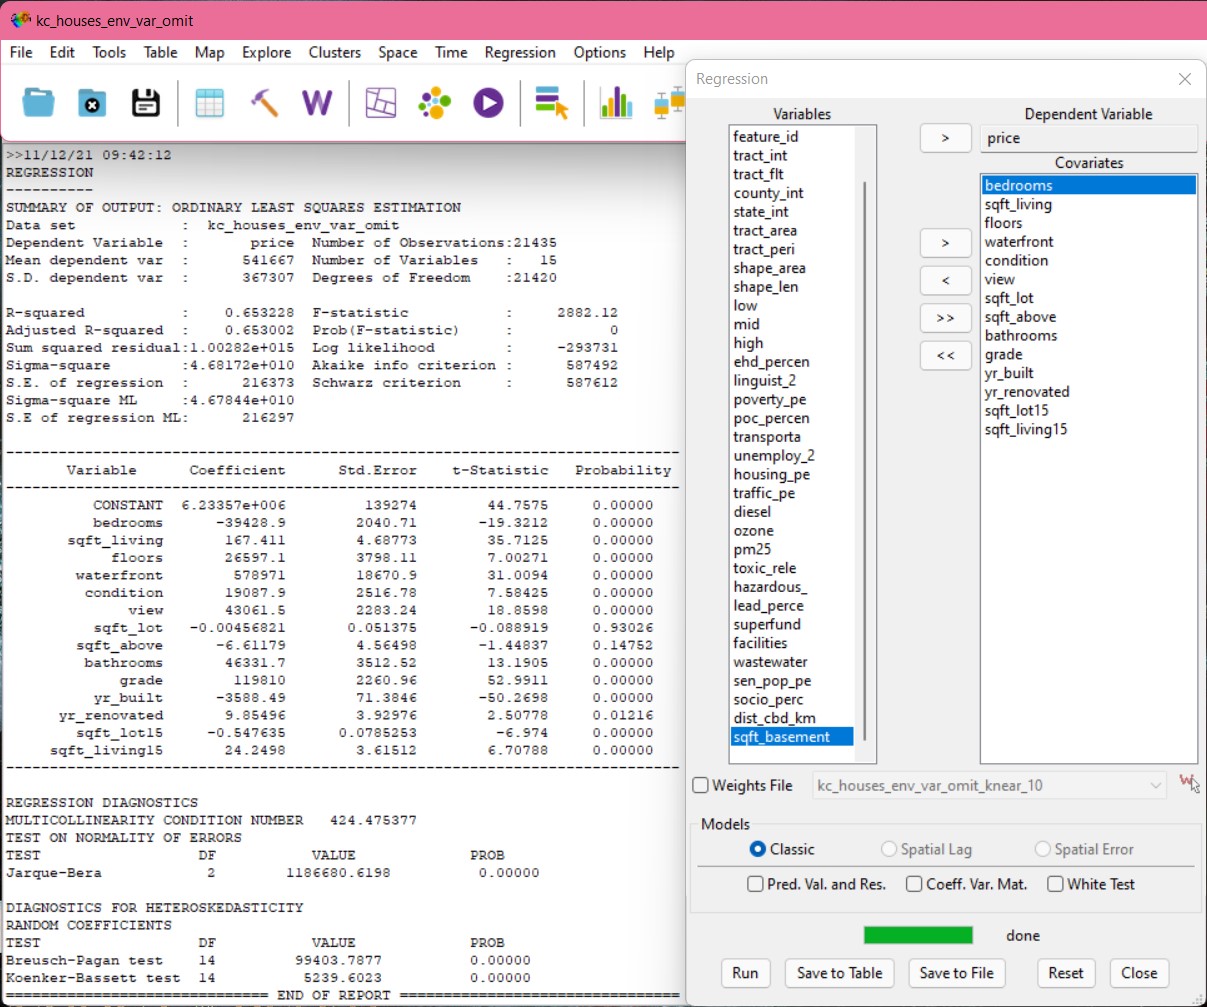 kc_houses_env_var_omit
File Edit Tools Table Map Explore Clusters Space Time Regression Options Help
W
>>11/12/21 09:42:12
REGRESSION
----------
SUMMARY OF OUTPUT: ORDINARY LEAST SQUARES ESTIMATION
Data set : kc_houses_env_var_omit
Dependent Variable : price Number of Observations:21435
Mean dependent var : 541667 Number of Variables : 15
S.D. dependent var : 367307 Degrees of Freedom :21420
R-squared : 0.653228 F-statistic : 2882.12
Adjusted R-squared : 0.653002 Prob(F-statistic) : 0
Sum squared residual:1.00282e+015 Log likelihood : -293731
Sigma-square :4.68172e+010 Akaike info criterion : 587492
S.E. of regression : 216373 Schwarz criterion : 587612
Sigma-square ML :4.67844e+010
S.E of regression ML: 216297
Variable Coefficient Std.Error t-Statistic Probability
CONSTANT 6.23357e+006 139274 44.7575 0.00000
bedrooms -39428.9 2040.71 -19.3212 0.00000
sqft_living 167.411 4.68773 35.7125 0.00000
floors 26597.1 3798.11 7.00271 0.00000
waterfront 578971 18670.9 31.0094 0.00000
condition 19087.9 2516.78 7.58425 0.00000
view 43061.5 2283.24 18.8598 0.00000
sqft_lot -0.00456821 0.051375 -0.088919 0.93026
sqft_above -6.61179 4.56498 -1.44837 0.14752
bathrooms 46331.7 3512.52 13.1905 0.00000
grade 119810 2260.96 52.9911 0.00000
yr_built -3588.49 71.3846 -50.2698 0.00000
yr_renovated 9.85496 3.92976 2.50778 0.01216
sqft_lot15 -0.547635 0.0785253 -6.974 0.00000
sqft_living15 24.2498 3.61512 6.70788 0.00000
REGRESSION DIAGNOSTICS
MULTICOLLINEARITY CONDITION NUMBER 424.475377
TEST ON NORMALITY OF ERRORS
TEST DF VALUE PROB
Jarque-Bera 2 1186680.6198 0.00000
DIAGNOSTICS FOR HETEROSKEDASTICITY
RANDOM COEFFICIENTS
TEST DF VALUE PROB
Breusch-Pagan test 14 99403.7877 0.00000
Koenker-Bassett test 14 5239.6023 0.00000
============================== END OF REPORT ================================
Regression
Variables
feature_id
tract_int
tract_flt
county_int
state_int
tract_area
tract_peri
shape_area
shape_len
low
mid
high
ehd_percen
linguist_2
poverty_pe
poc_percen
transporta
unemploy_2
housing_pe
traffic_pe
diesel
ozone
pm25
toxic_rele
hazardous_
lead_perce
superfund
facilities
wastewater
sen_pop_pe
socio_perc
dist_cbd_km
sqft_basement
>
>
<
>>
<<
Dependent Variable
price
Covariates
bedrooms
sqft_living
floors
waterfront
condition
view
sqft_lot
sqft_above
bathrooms
grade
yr_built
yr_renovated
sqft_lot15
sqft_living15
Weights File kc_houses_env_var_omit_knear_10 W
Models
Classic Spatial Lag Spatial Error
Pred. Val. and Res. Coeff. Var. Mat. White Test
done
Run Save to Table Save to File Reset Close